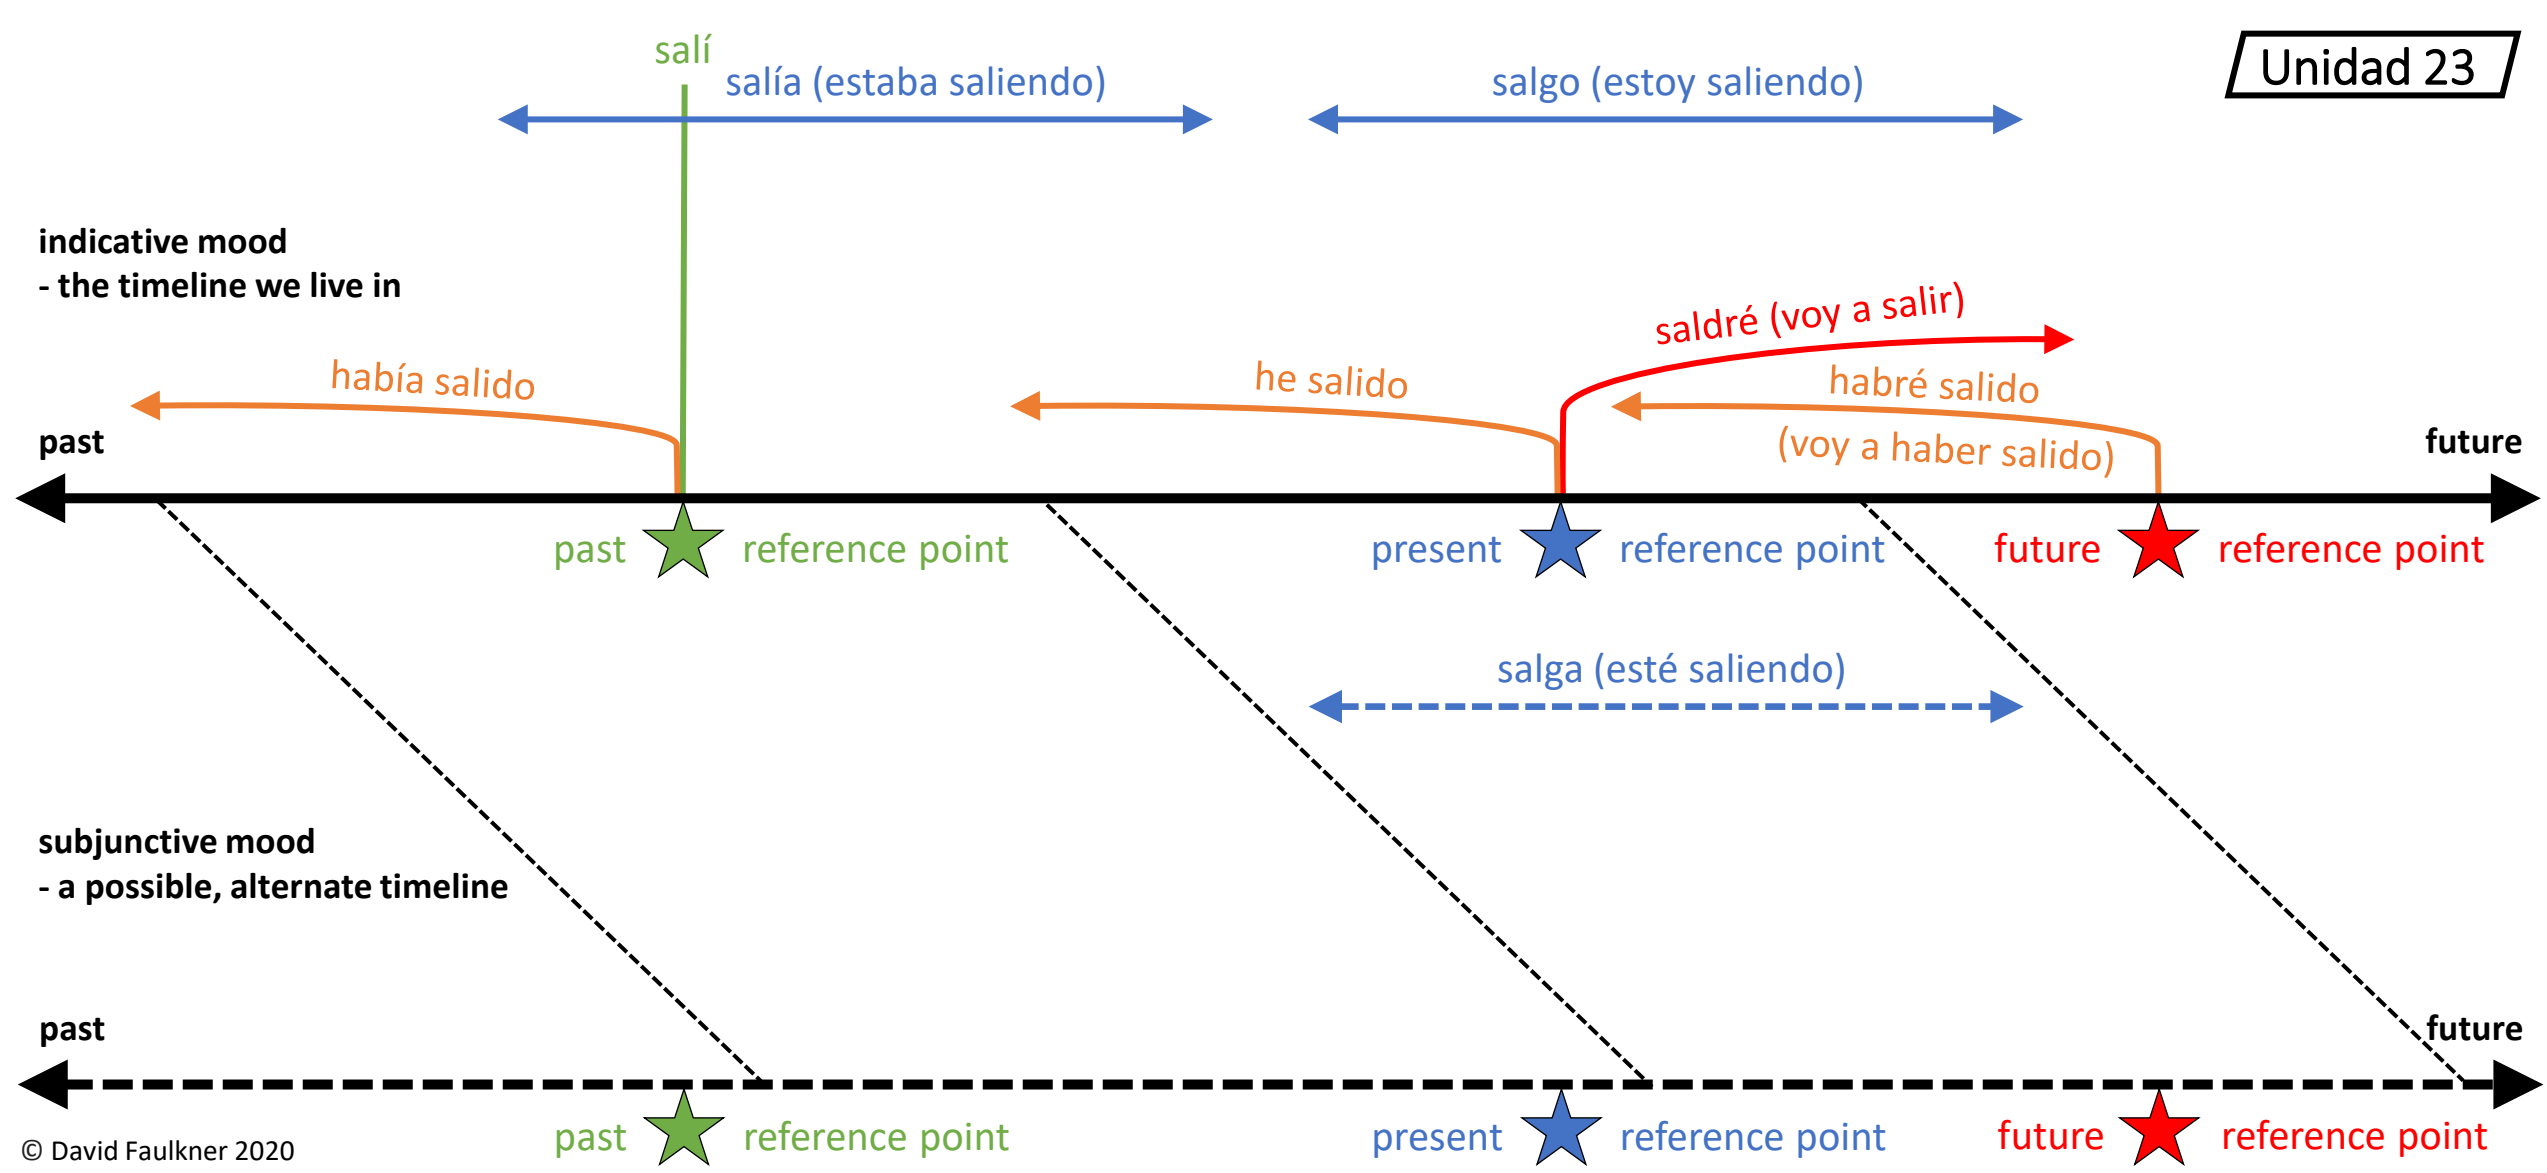 salí
salía (estaba saliendo)
salgo (estoy saliendo)
Unidad 23
indicative mood
- the timeline we live in
saldré (voy a salir)
había salido
he salido
habré salido
(voy a haber salido)
past
future
past reference point
present reference point
future reference point
salga (esté saliendo)
subjunctive mood
- a possible, alternate timeline
past
future
past reference point
present reference point
future reference point
© David Faulkner 2020